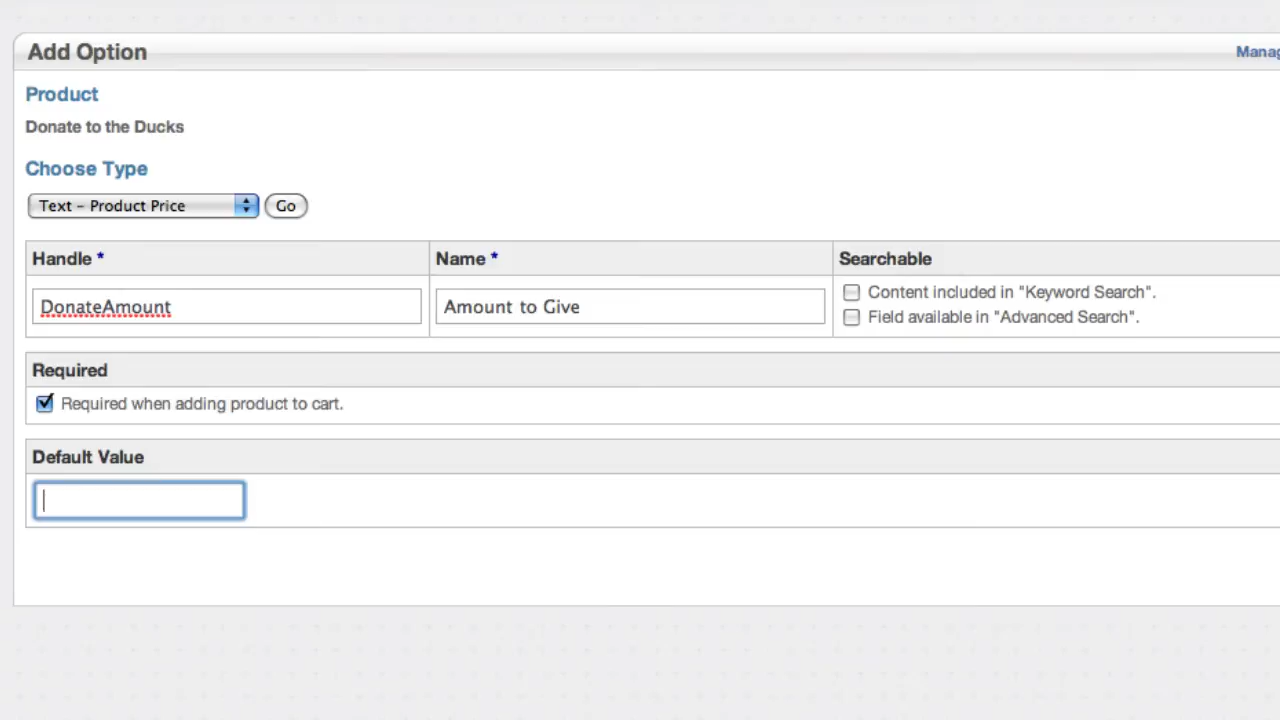 Add Option
Manag
Product
Donate to the Ducks
Choose Type
Text – Product Price
Go
Handle * Name * Searchable
DonateAmount Amount to Give
Content included in "Keyword Search".
Field available in "Advanced Search".
Required
Required when adding product to cart.
Default Value